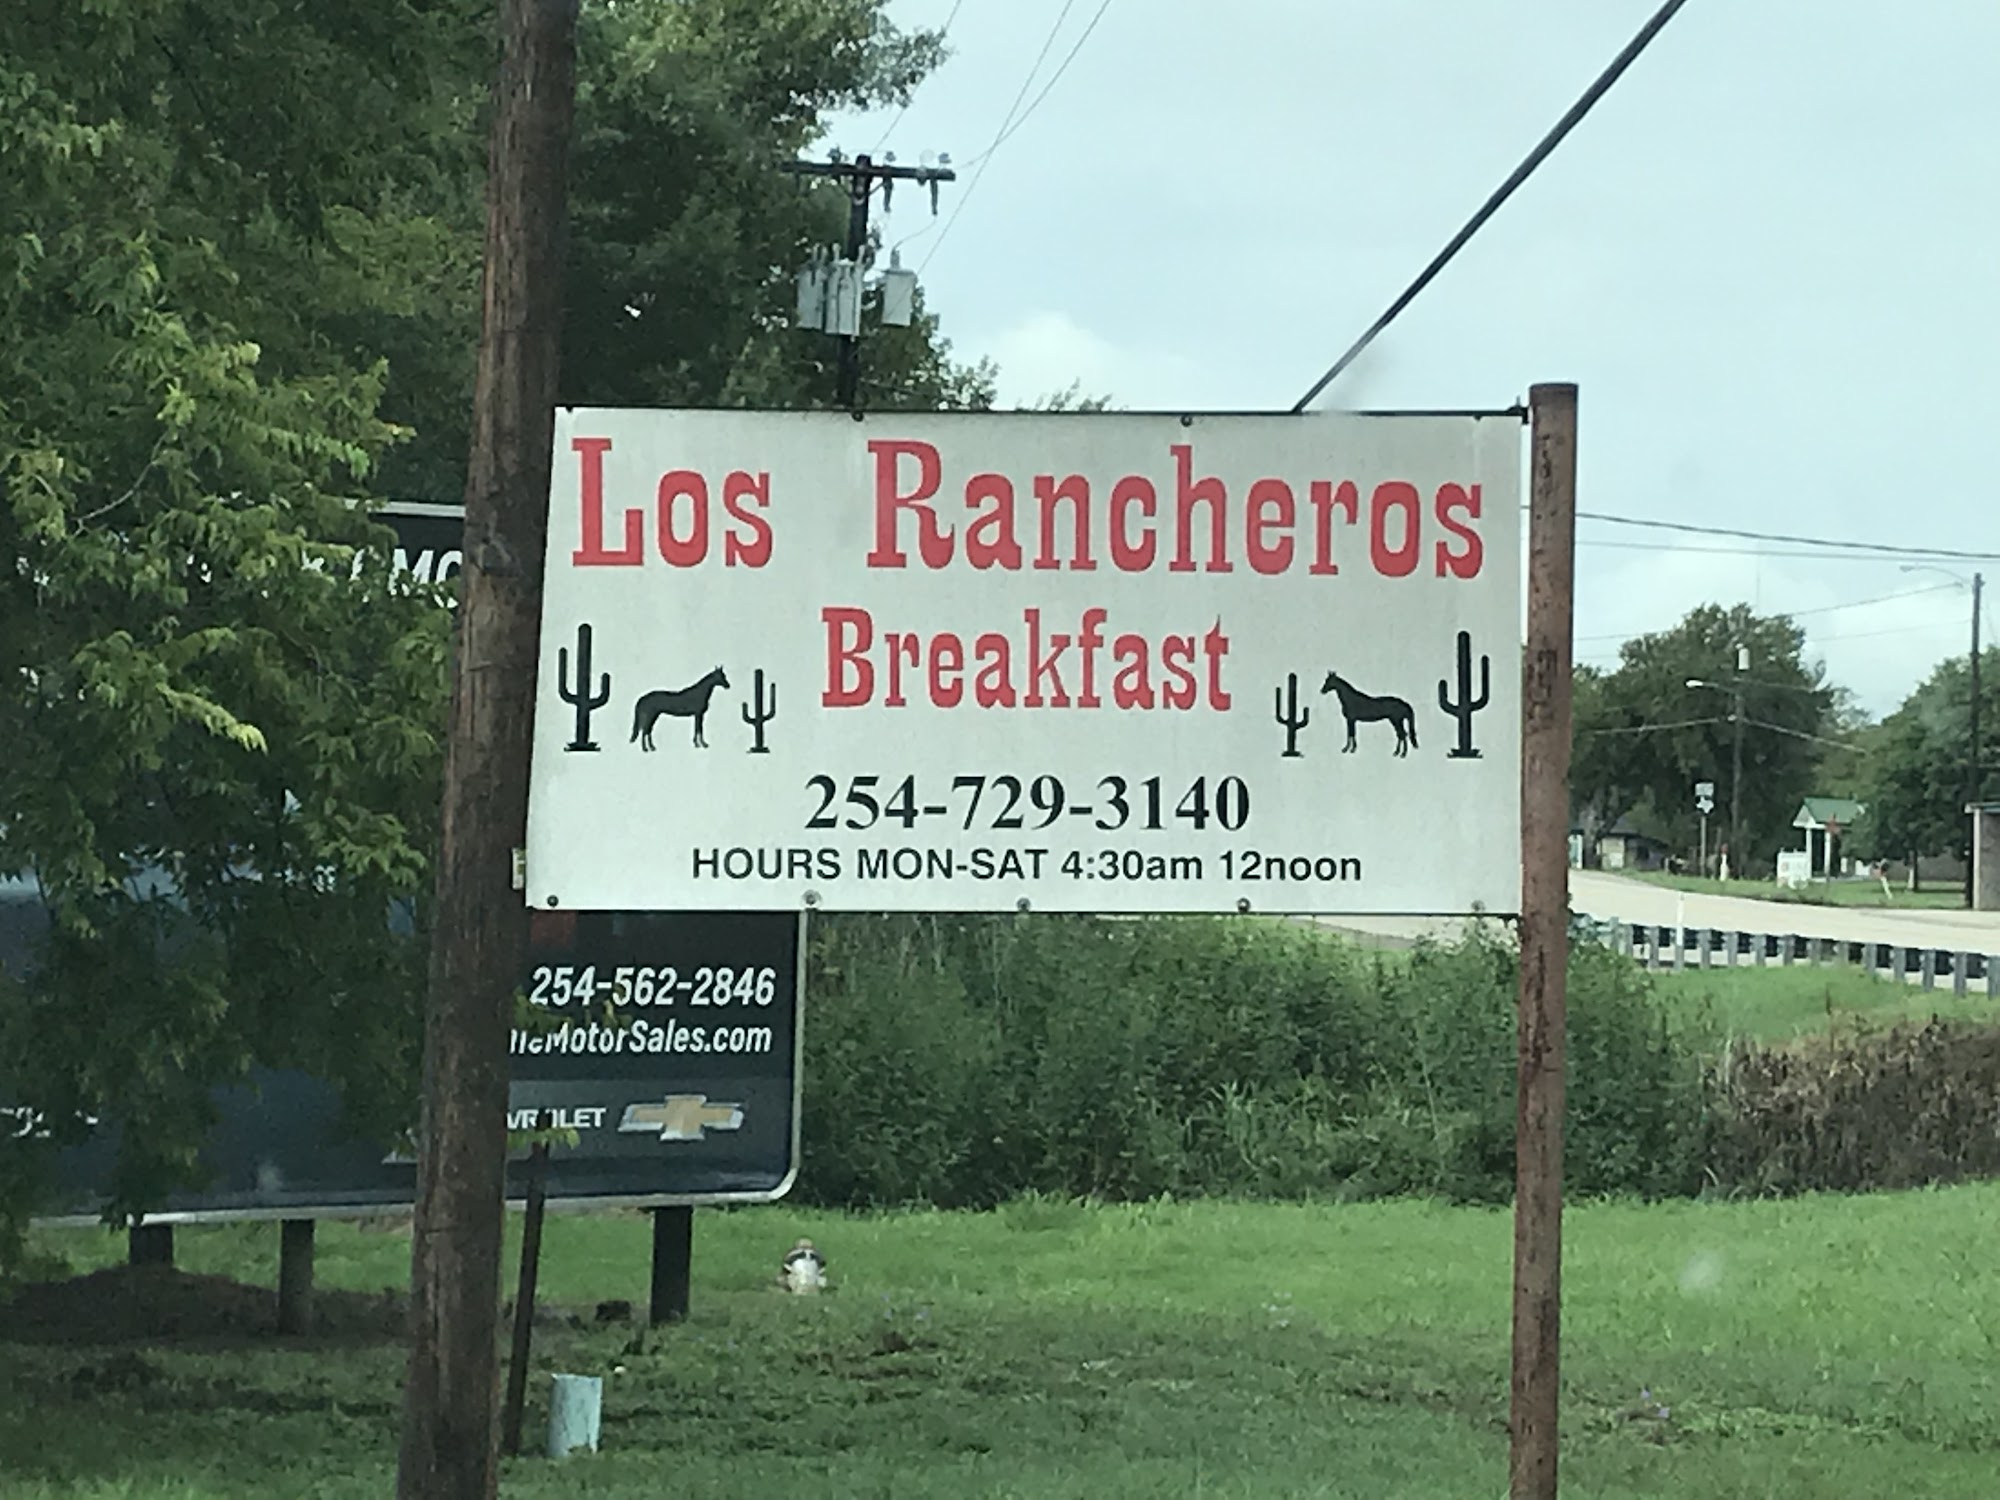 Los Rancheros
Breakfast
254-729-3140
HOURS MON-SAT 4:30am 12noon
254-562-2846
MotorSales.com